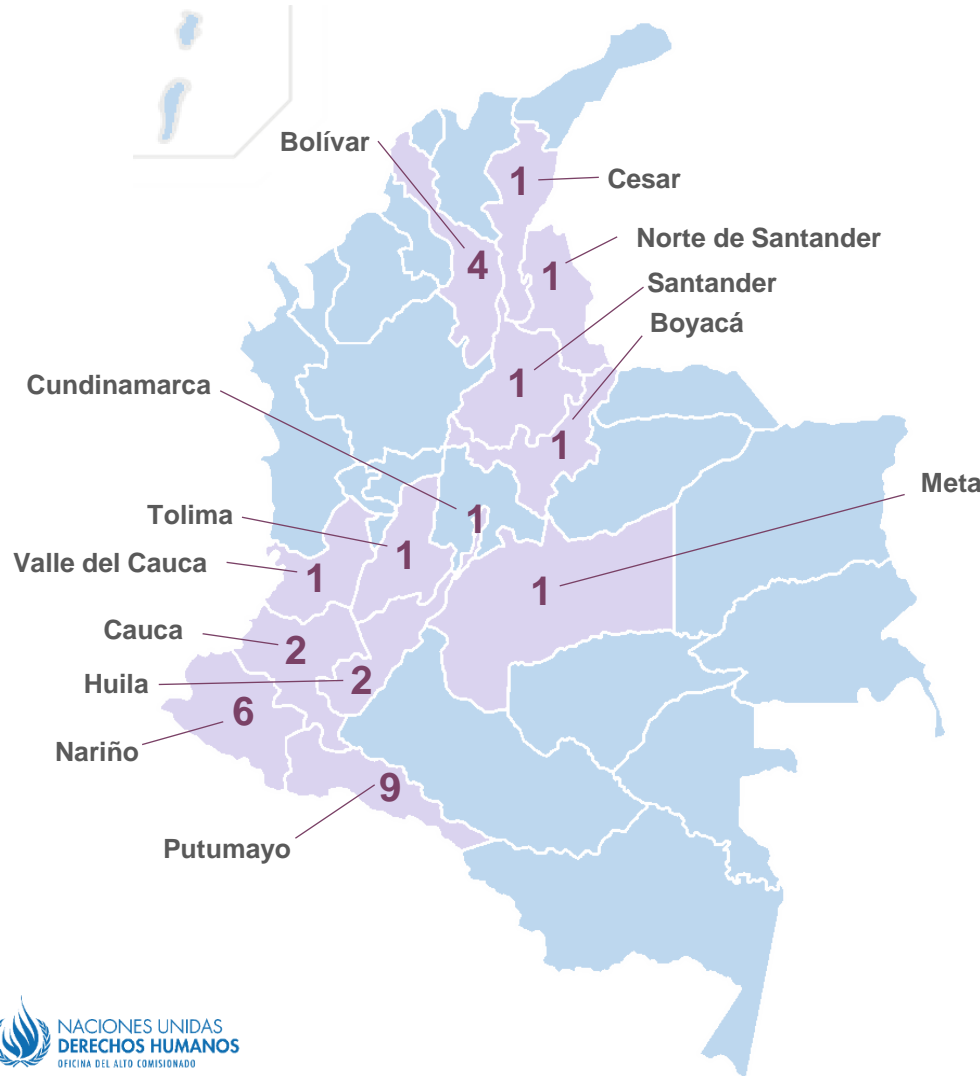 Bolívar
1
Cesar
Norte de Santander
4
1
Santander
Boyacá
Cundinamarca
1
1
Meta
Tolima
1
1
Valle del Cauca
1
1
Cauca
2
Huila
2
6
Nariño
9
Putumayo
NACIONES UNIDAS
DERECHOS HUMANOS
OFICINA DEL ALTO COMISIONADO